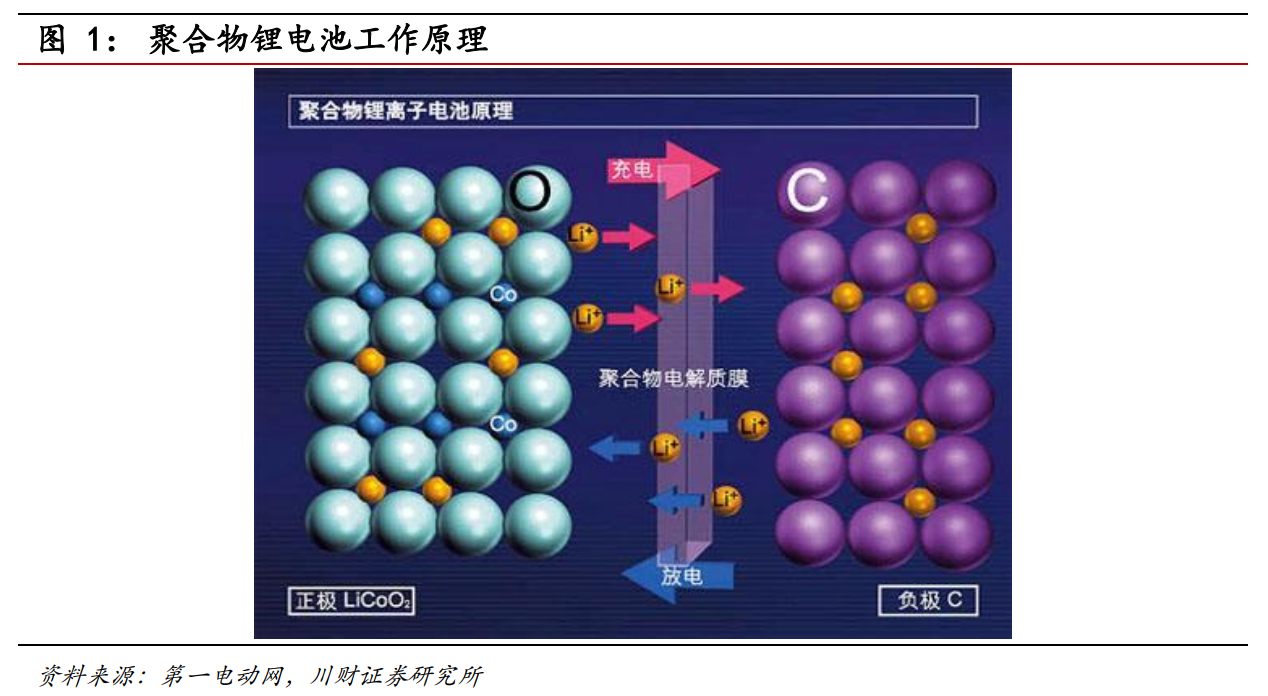 图 1： 聚合物锂电池工作原理
聚合物锂离子电池原理
充电
O
C
Li⁺
Li⁺
Co
Li⁺
聚合物电解质膜
Co
Li⁺
Li⁺
Li⁺
放电
正极 LiCoO₂
负极 C
资料来源：第一电动网，川财证券研究所